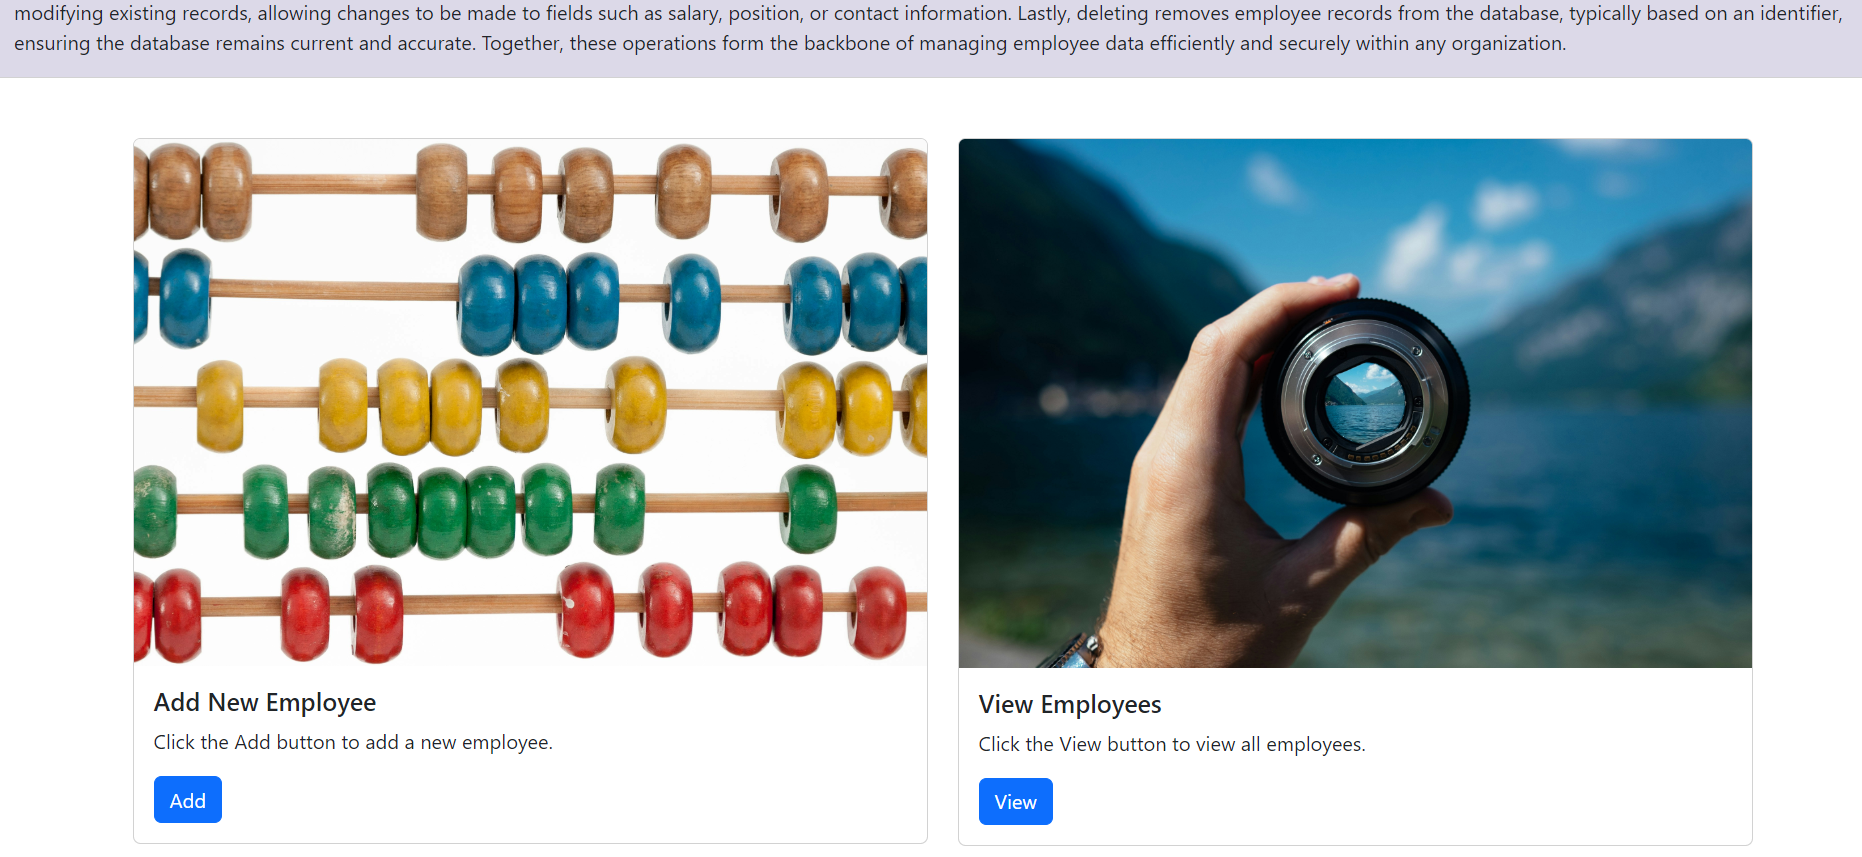 modifying existing records, allowing changes to be made to fields such as salary, position, or contact information. Lastly, deleting removes employee records from the database, typically based on an identifier,
ensuring the database remains current and accurate. Together, these operations form the backbone of managing employee data efficiently and securely within any organization.
Add New Employee
Click the Add button to add a new employee.
Add
View Employees
Click the View button to view all employees.
View